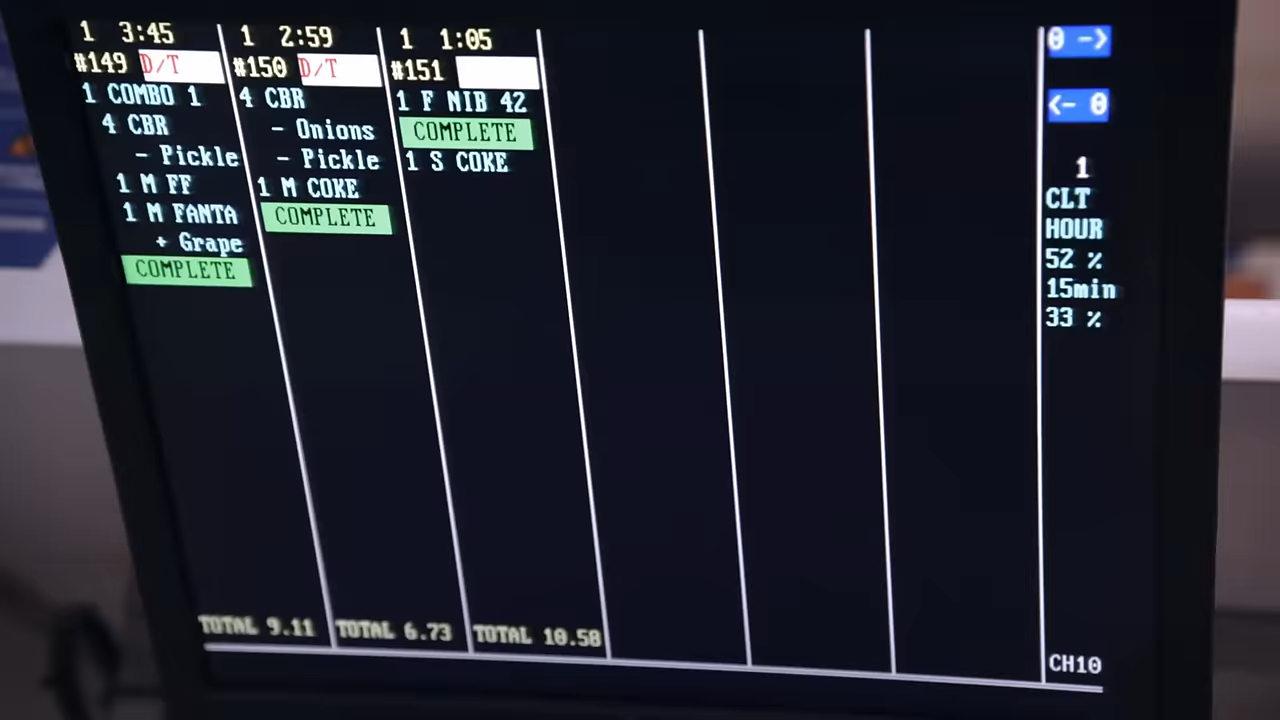 1 3:45
#149 D/T
1 COMBO 1
4 CBR
- Pickle
1 M FF
1 M FANTA
+ Grape
COMPLETE
TOTAL 9.11
1 2:59
#150 D/T
4 CBR
- Onions
- Pickle
1 M COKE
COMPLETE
TOTAL 6.73
1 1:05
#151
1 F NIB 42
COMPLETE
1 S COKE
TOTAL 10.58
0 ->
<- 0
1
CLT
HOUR
52 %
15min
33 %
CH10